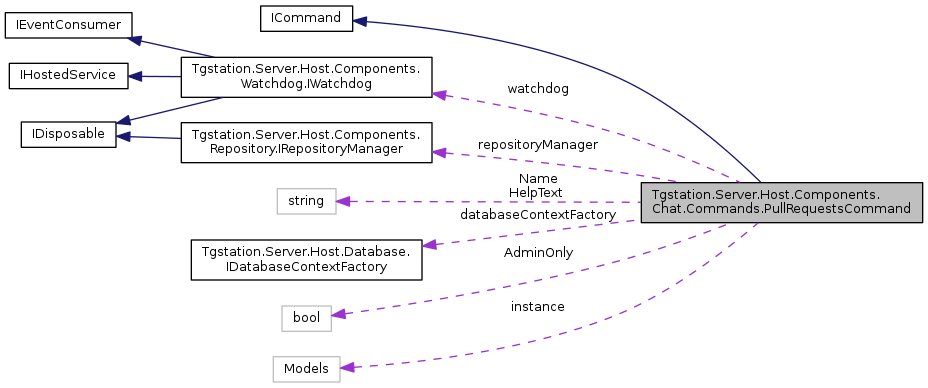 ICommand
IEventConsumer
Tgstation.Server.Host.Components.
Watchdog.IWatchdog
IHostedService
watchdog
IDisposable
Tgstation.Server.Host.Components.
Repository.IRepositoryManager
repositoryManager
Name
HelpText
string
Tgstation.Server.Host.Components.
Chat.Commands.PullRequestsCommand
databaseContextFactory
Tgstation.Server.Host.Database.
IDatabaseContextFactory
AdminOnly
bool
instance
Models